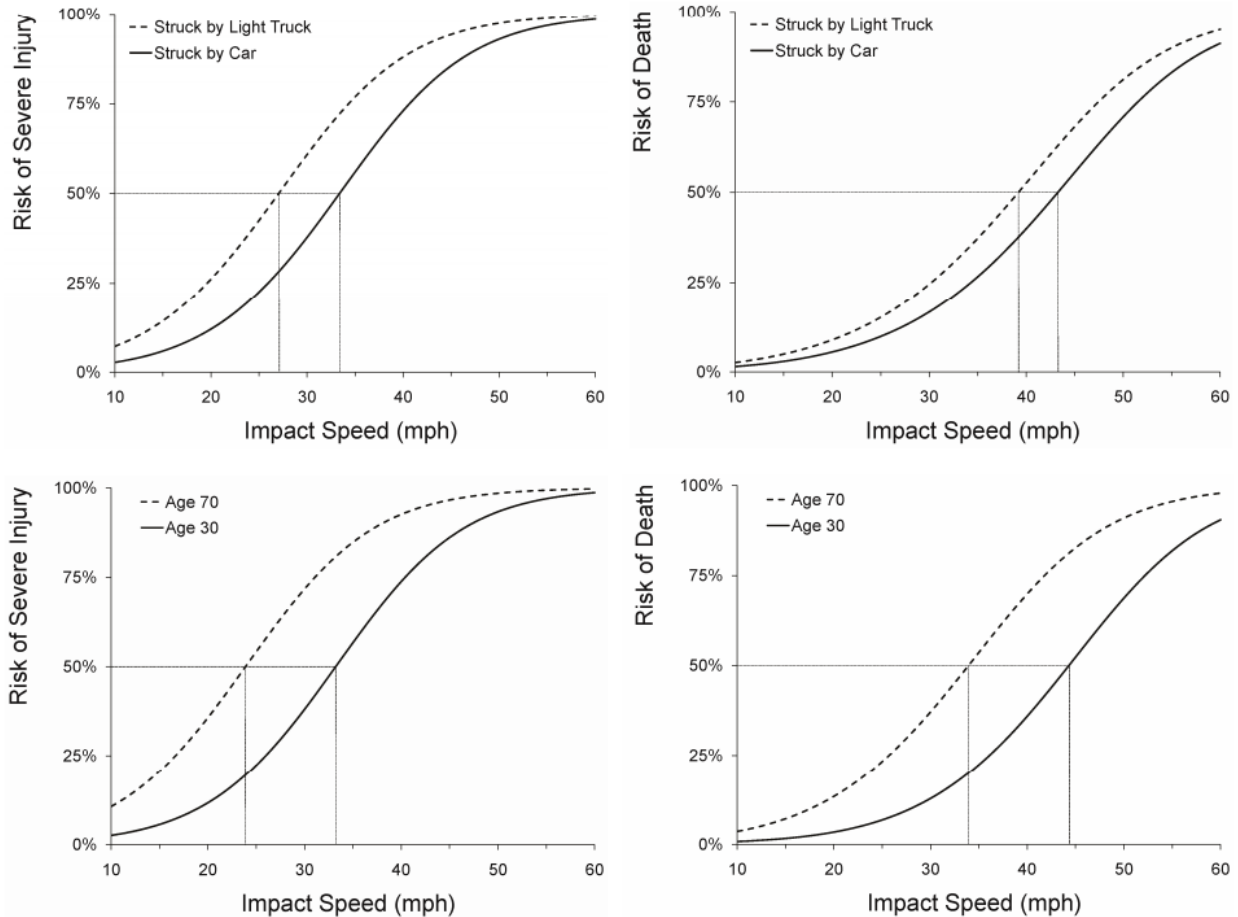 Risk of Severe Injury
100%
75%
50%
25%
0%
Struck by Light Truck
Struck by Car
10 20 30 40 50 60
Impact Speed (mph)
Risk of Death
100%
75%
50%
25%
0%
Struck by Light Truck
Struck by Car
10 20 30 40 50 60
Impact Speed (mph)
Risk of Severe Injury
100%
75%
50%
25%
0%
Age 70
Age 30
10 20 30 40 50 60
Impact Speed (mph)
Risk of Death
100%
75%
50%
25%
0%
Age 70
Age 30
10 20 30 40 50 60
Impact Speed (mph)